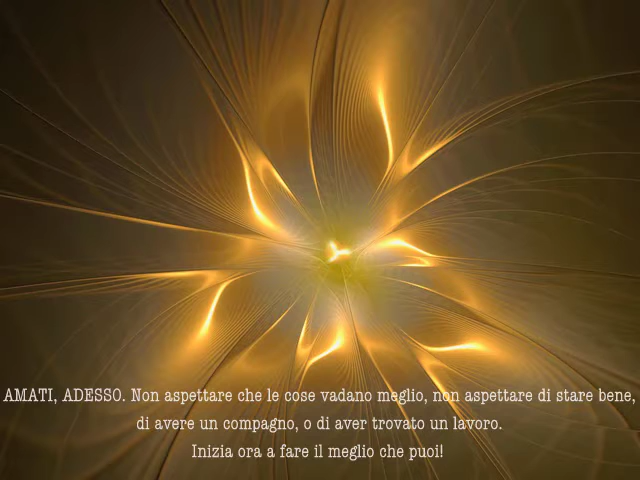 AMATI, ADESSO. Non aspettare che le cose vadano meglio, non aspettare di stare bene,
di avere un compagno, o di aver trovato un lavoro.
Inizia ora a fare il meglio che puoi!